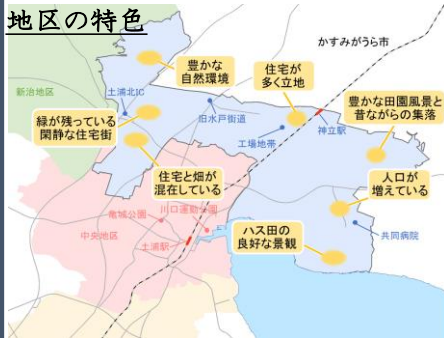 地区の特色
かすみがうら市
豊かな
自然環境
住宅が
多く立地
新治地区
土浦北IC
旧水戸街道
神立駅
豊かな田園風景と
昔ながらの集落
緑が残っている
閑静な住宅街
工場地帯
住宅と畑が
混在している
人口が
増えている
亀城公園
川口運動公園
中央地区
土浦駅
共同病院
ハス田の
良好な景観